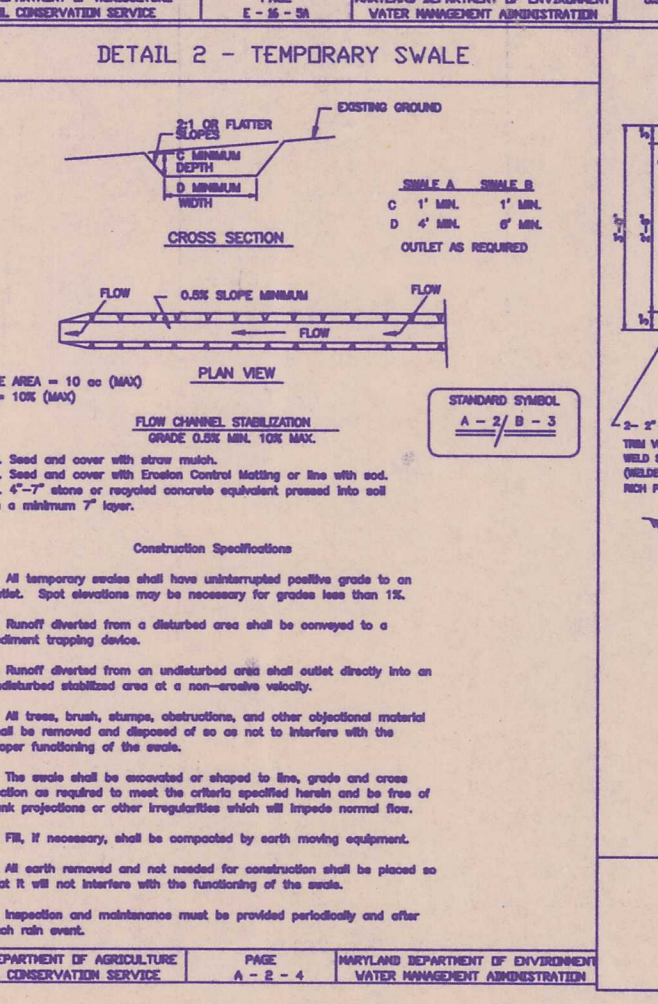 CONSERVATION SERVICE
E - 16 - 5A
WATER MANAGEMENT ADMINISTRATION
DETAIL 2 - TEMPORARY SWALE
EXISTING GROUND
2:1 OR FLATTER
SLOPES
C MINIMUM
DEPTH
D MINIMUM
WIDTH
CROSS SECTION
SWALE A SWALE B
C 1' MIN. 1' MIN.
D 4' MIN. 6' MIN.
OUTLET AS REQUIRED
FLOW
0.5% SLOPE MINIMUM
FLOW
FLOW
PLAN VIEW
AREA = 10 ac (MAX)
= 10% (MAX)
STANDARD SYMBOL
A - 2/ B - 3
FLOW CHANNEL STABILIZATION
GRADE 0.5% MIN. 10% MAX.
Seed and cover with straw mulch.
Seed and cover with Erosion Control Matting or line with sod.
4"-7" stone or recycled concrete equivalent pressed into soil
a minimum 7" layer.
Construction Specifications
All temporary swales shall have uninterrupted positive grade to an
Spot elevations may be necessary for grades less than 1%.
Runoff diverted from a disturbed area shall be conveyed to a
trapping device.
Runoff diverted from an undisturbed area shall outlet directly into an
stabilized area at a non-erosive velocity.
All trees, brush, stumps, obstructions, and other objectional material
be removed and disposed of so as not to interfere with the
functioning of the swale.
The swale shall be excavated or shaped to line, grade and cross
as required to meet the criteria specified herein and be free of
projections or other irregularities which will impede normal flow.
Fill, if necessary, shall be compacted by earth moving equipment.
All earth removed and not needed for construction shall be placed so
it will not interfere with the functioning of the swale.
Inspection and maintenance must be provided periodically and after
rain event.
OF AGRICULTURE
CONSERVATION SERVICE
PAGE
A - 2 - 4
MARYLAND DEPARTMENT OF ENVIRONMENT
WATER MANAGEMENT ADMINISTRATION
2- 2"
TRIM
WELD
RICH